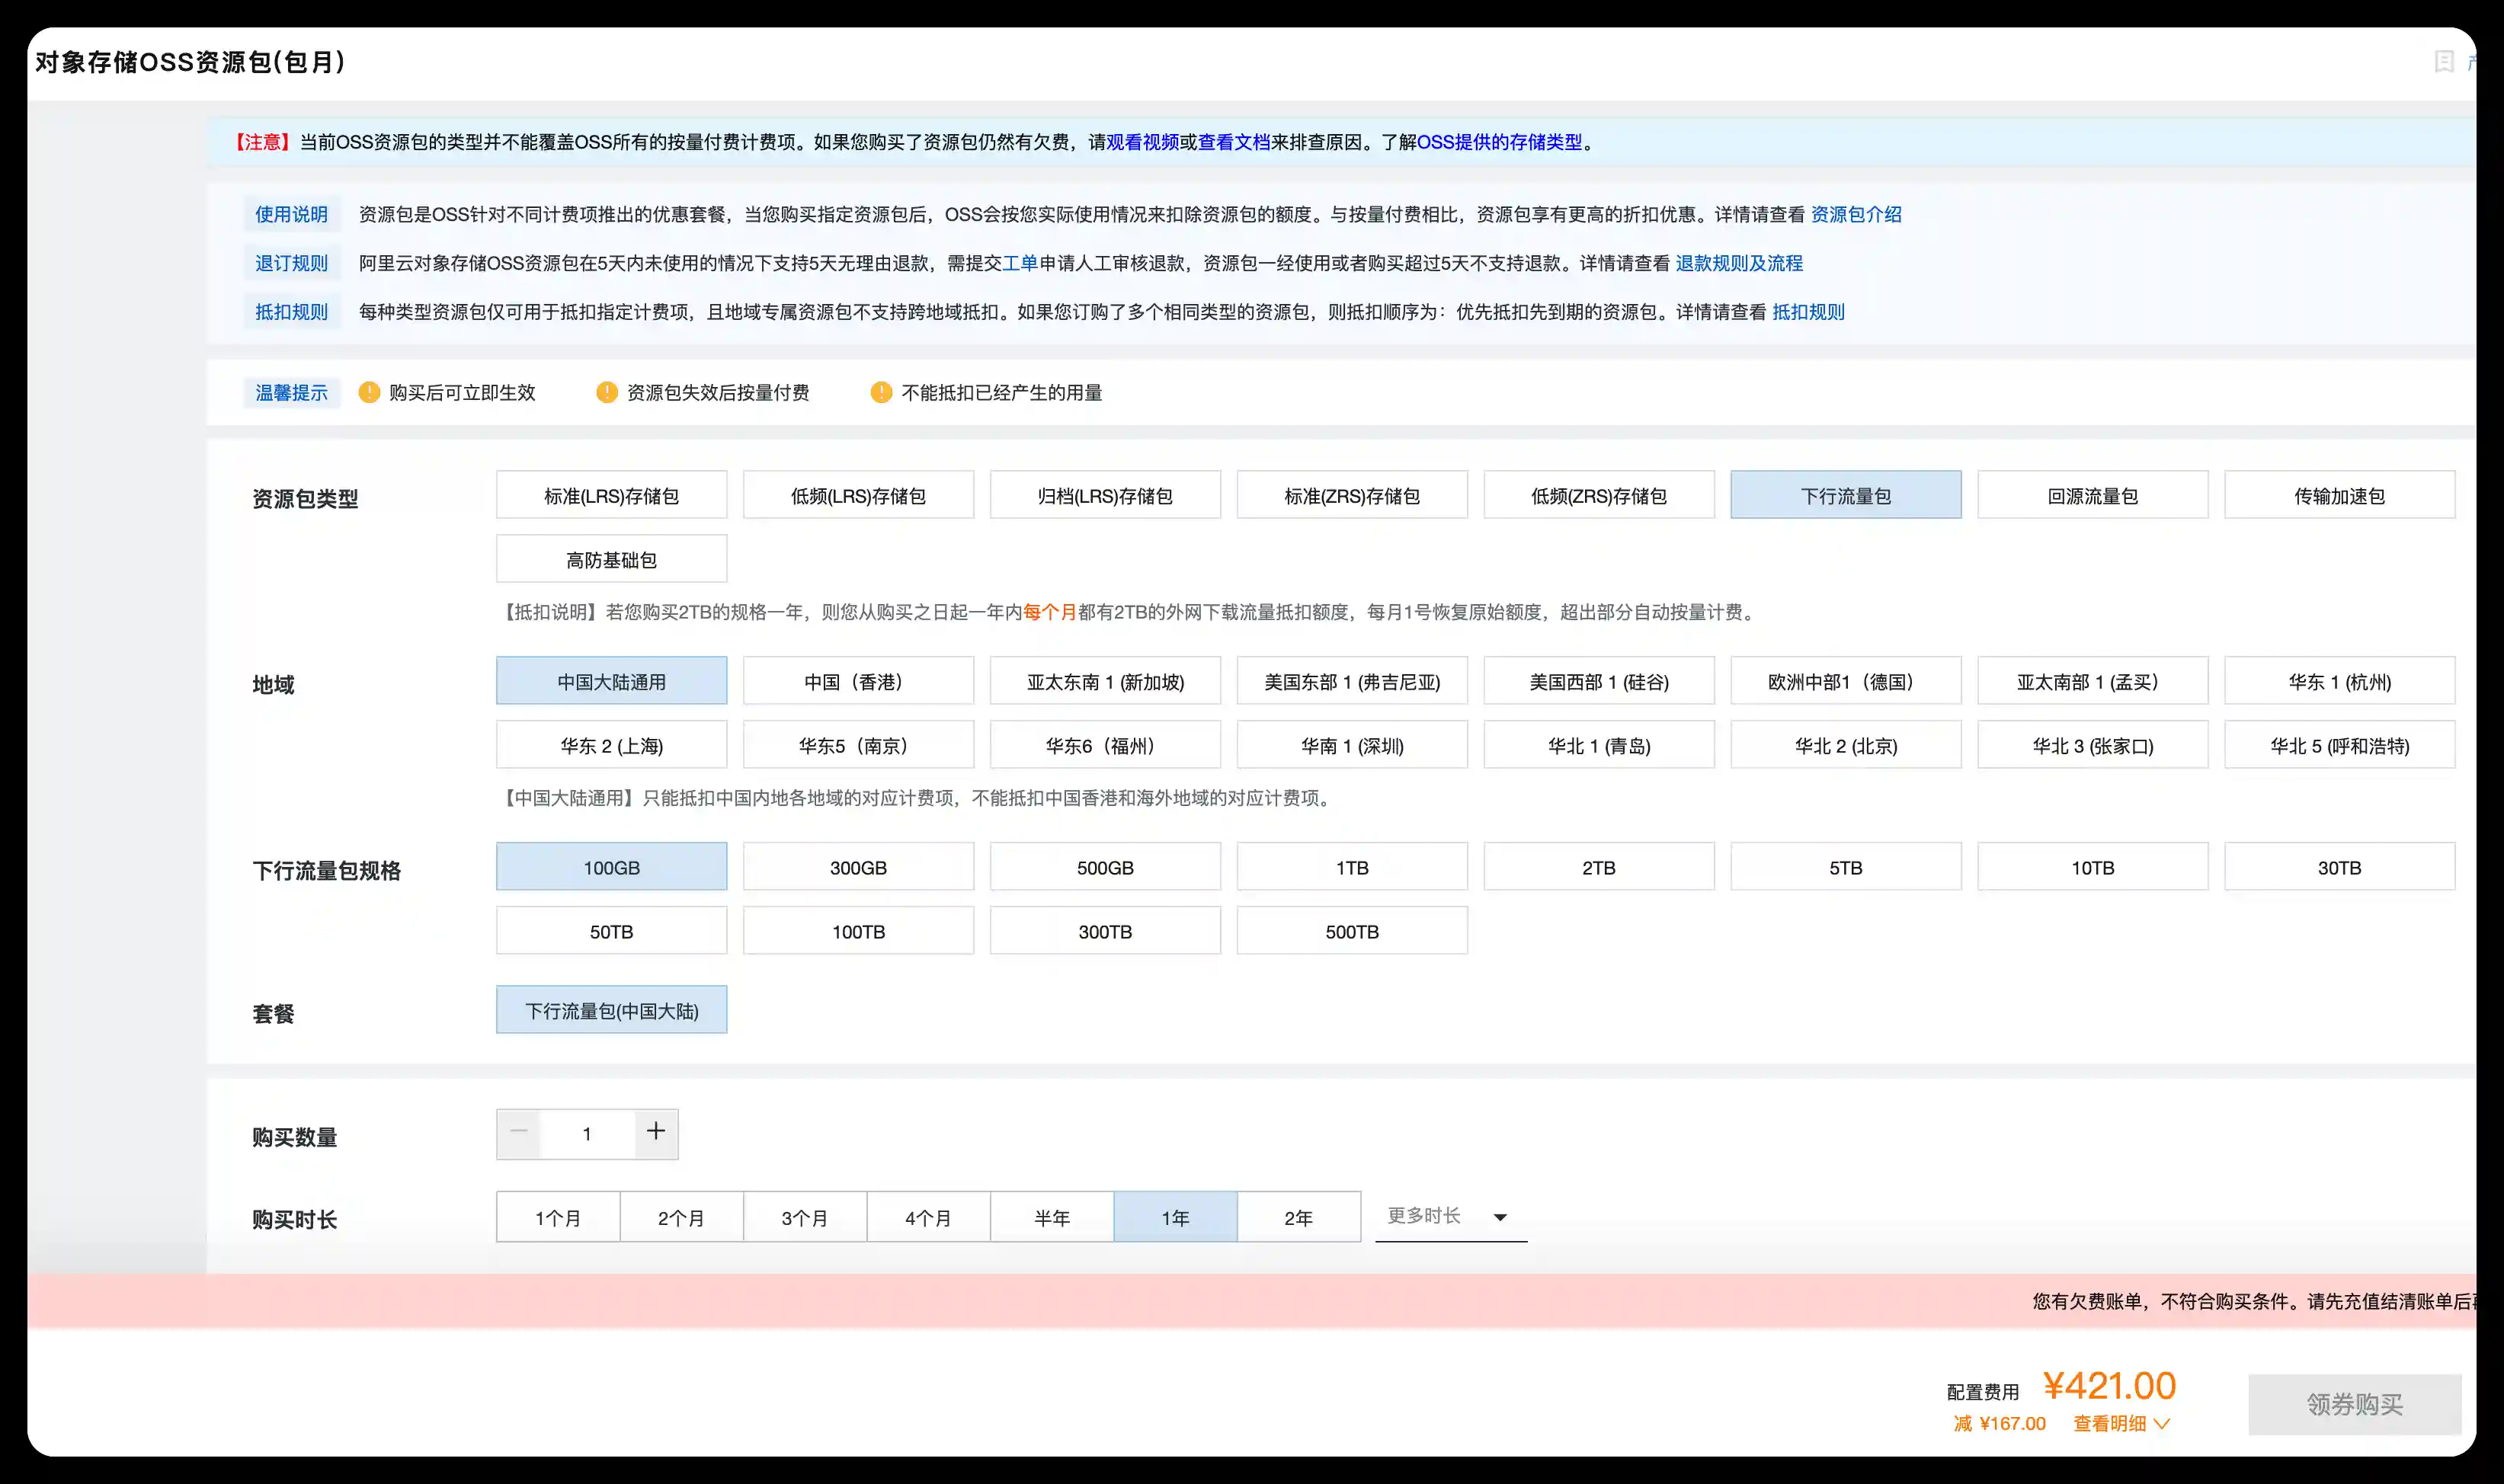 对象存储OSS资源包(包月)
【注意】当前OSS资源包的类型并不能覆盖OSS所有的按量付费计费项。如果您购买了资源包仍然有欠费，请观看视频或查看文档来排查原因。了解OSS提供的存储类型。
使用说明 资源包是OSS针对不同计费项推出的优惠套餐，当您购买指定资源包后，OSS会按您实际使用情况来扣除资源包的额度。与按量付费相比，资源包享有更高的折扣优惠。详情请查看 资源包介绍
退订规则 阿里云对象存储OSS资源包在5天内未使用的情况下支持5天无理由退款，需提交工单申请人工审核退款，资源包一经使用或者购买超过5天不支持退款。详情请查看 退款规则及流程
抵扣规则 每种类型资源包仅可用于抵扣指定计费项，且地域专属资源包不支持跨地域抵扣。如果您订购了多个相同类型的资源包，则抵扣顺序为：优先抵扣先到期的资源包。详情请查看 抵扣规则
温馨提示 购买后可立即生效 资源包失效后按量付费 不能抵扣已经产生的用量
资源包类型 标准(LRS)存储包 低频(LRS)存储包 归档(LRS)存储包 标准(ZRS)存储包 低频(ZRS)存储包 下行流量包 回源流量包 传输加速包
高防基础包
【抵扣说明】若您购买2TB的规格一年，则您从购买之日起一年内每个月都有2TB的外网下载流量抵扣额度，每月1号恢复原始额度，超出部分自动按量计费。
地域 中国大陆通用 中国（香港） 亚太东南 1 (新加坡) 美国东部 1 (弗吉尼亚) 美国西部 1 (硅谷) 欧洲中部1（德国） 亚太南部 1 (孟买） 华东 1 (杭州)
华东 2 (上海) 华东5（南京） 华东6（福州） 华南 1 (深圳) 华北 1 (青岛) 华北 2 (北京) 华北 3 (张家口) 华北 5 (呼和浩特)
【中国大陆通用】只能抵扣中国内地各地域的对应计费项，不能抵扣中国香港和海外地域的对应计费项。
下行流量包规格 100GB 300GB 500GB 1TB 2TB 5TB 10TB 30TB
50TB 100TB 300TB 500TB
套餐 下行流量包(中国大陆)
购买数量 1
购买时长 1个月 2个月 3个月 4个月 半年 1年 2年 更多时长
您有欠费账单，不符合购买条件。请先充值结清账单后
配置费用 ¥421.00 领券购买
减 ¥167.00 查看明细